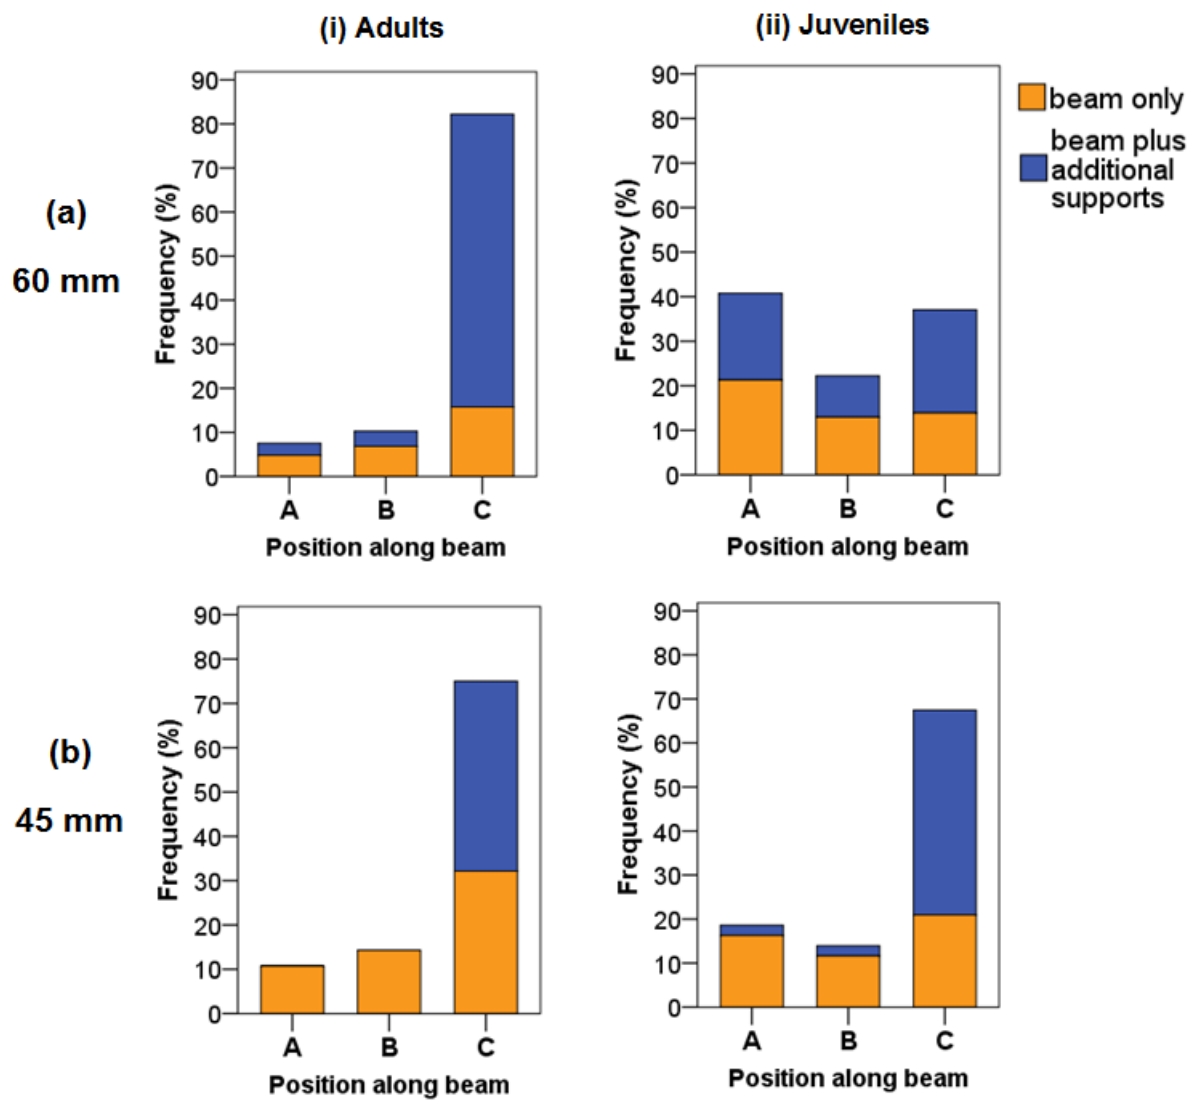 (i) Adults
(ii) Juveniles
beam only
beam plus
additional
supports
(a)
60 mm
Frequency (%)
90
80
70
60
50
40
30
20
10
0
A B C
Position along beam
Frequency (%)
90
80
70
60
50
40
30
20
10
0
A B C
Position along beam
(b)
45 mm
Frequency (%)
90
80
70
60
50
40
30
20
10
0
A B C
Position along beam
Frequency (%)
90
80
70
60
50
40
30
20
10
0
A B C
Position along beam